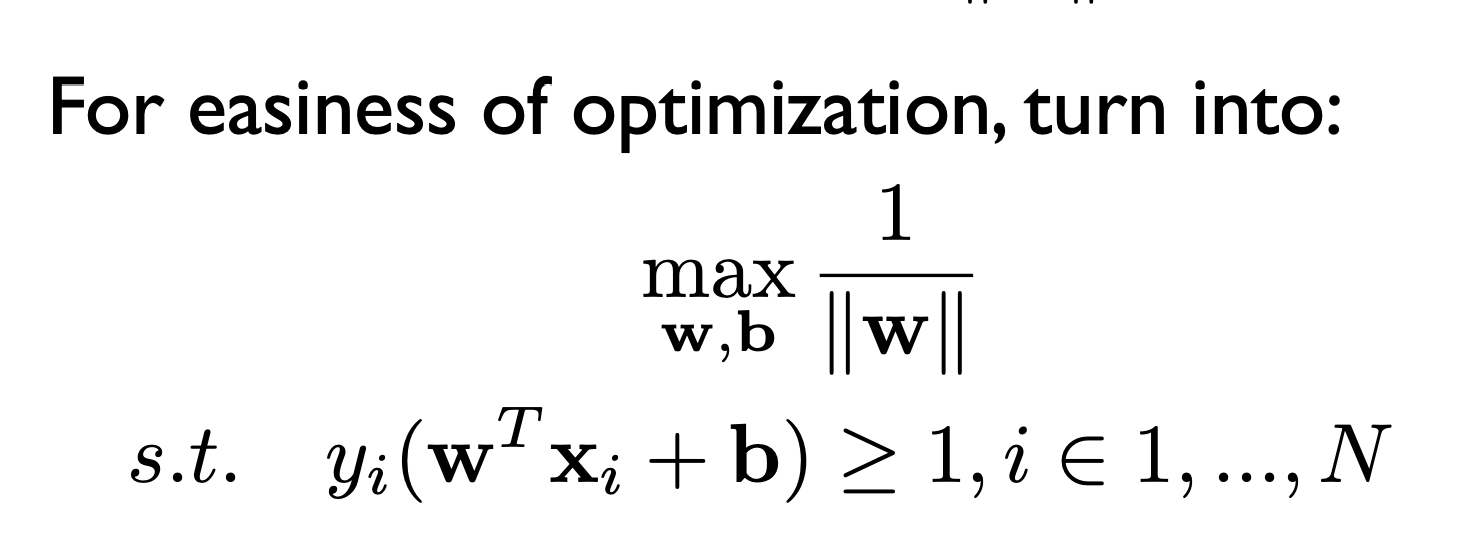 For easiness of optimization, turn into:
max_{w,b} 1/‖w‖
s.t. y_i(w^T x_i + b) ≥ 1, i ∈ 1, ..., N